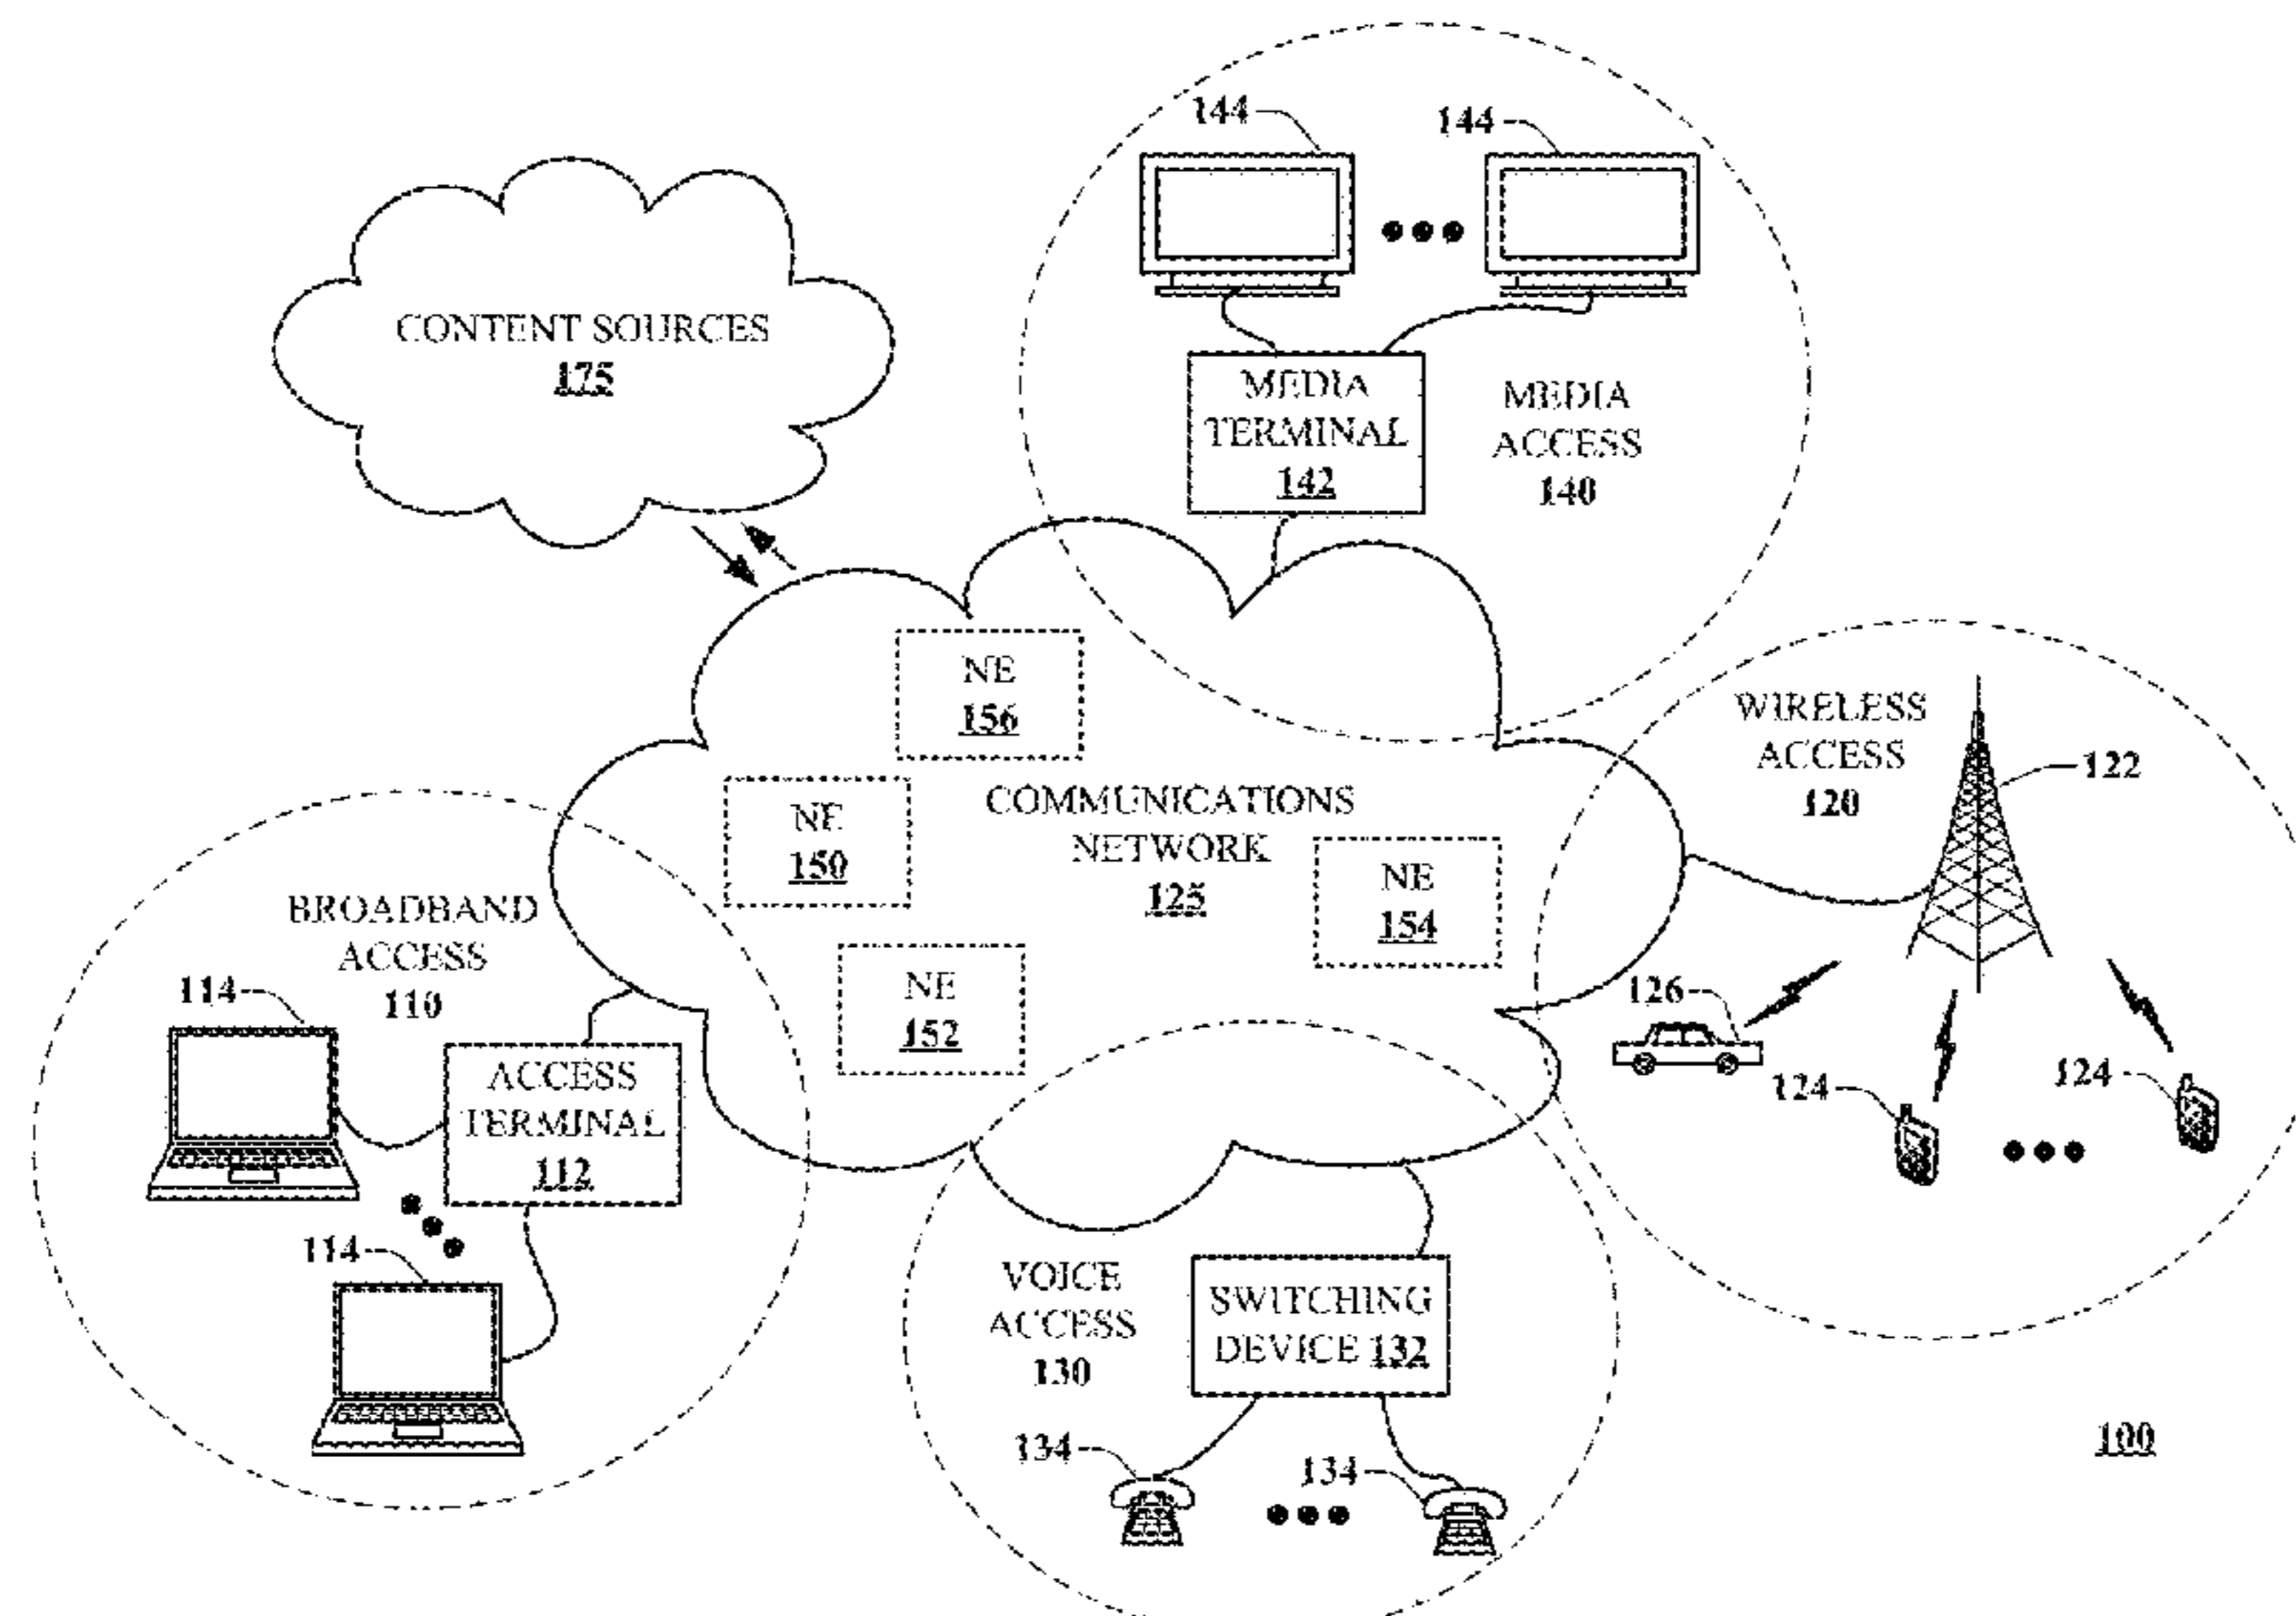 144
144
CONTENT SOURCES
175
MEDIA
TERMINAL
142
MEDIA
ACCESS
140
NE
156
WIRELESS
ACCESS
120
122
NE
150
COMMUNICATIONS
NETWORK
125
NE
154
BROADBAND
ACCESS
110
114
NE
152
126
124
124
ACCESS
TERMINAL
112
114
VOICE
ACCESS
130
SWITCHING
DEVICE 132
134
134
100